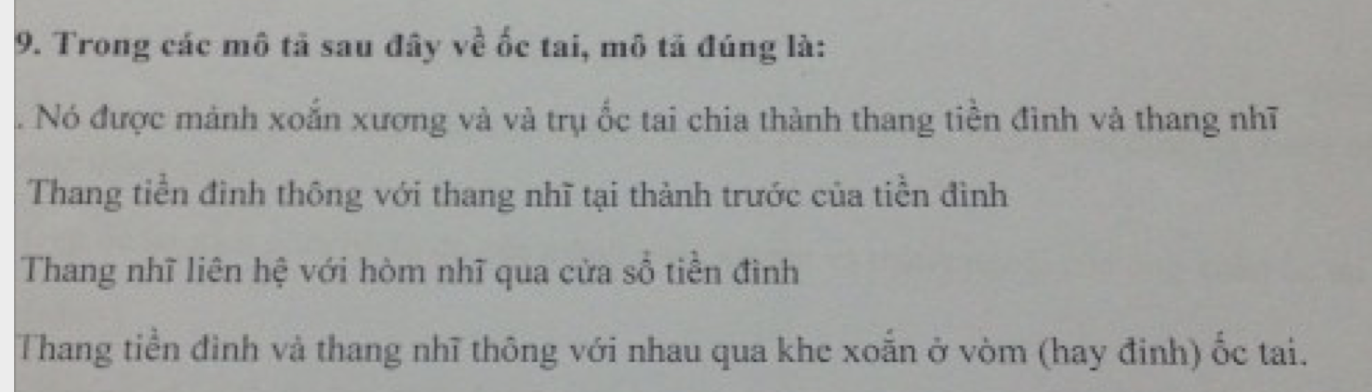 9. Trong các mô tả sau đây về ốc tai, mô tả đúng là:
. Nó được mảnh xoắn xương và và trụ ốc tai chia thành thang tiền đình và thang nhĩ
Thang tiền đình thông với thang nhĩ tại thành trước của tiền đình
Thang nhĩ liên hệ với hòm nhĩ qua cửa sổ tiền đình
Thang tiền đình và thang nhĩ thông với nhau qua khe xoắn ở vòm (hay đỉnh) ốc tai.